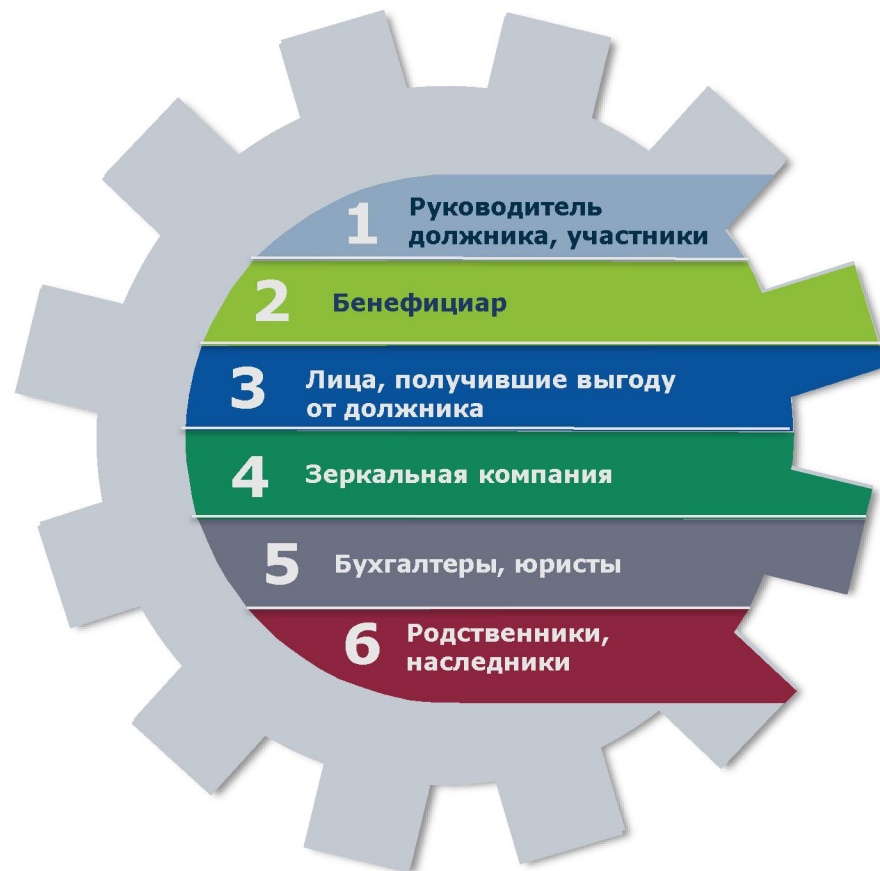 1
Руководитель
должника, участники
2
Бенефициар
3
Лица, получившие выгоду
от должника
4
Зеркальная компания
5
Бухгалтеры, юристы
6
Родственники,
наследники